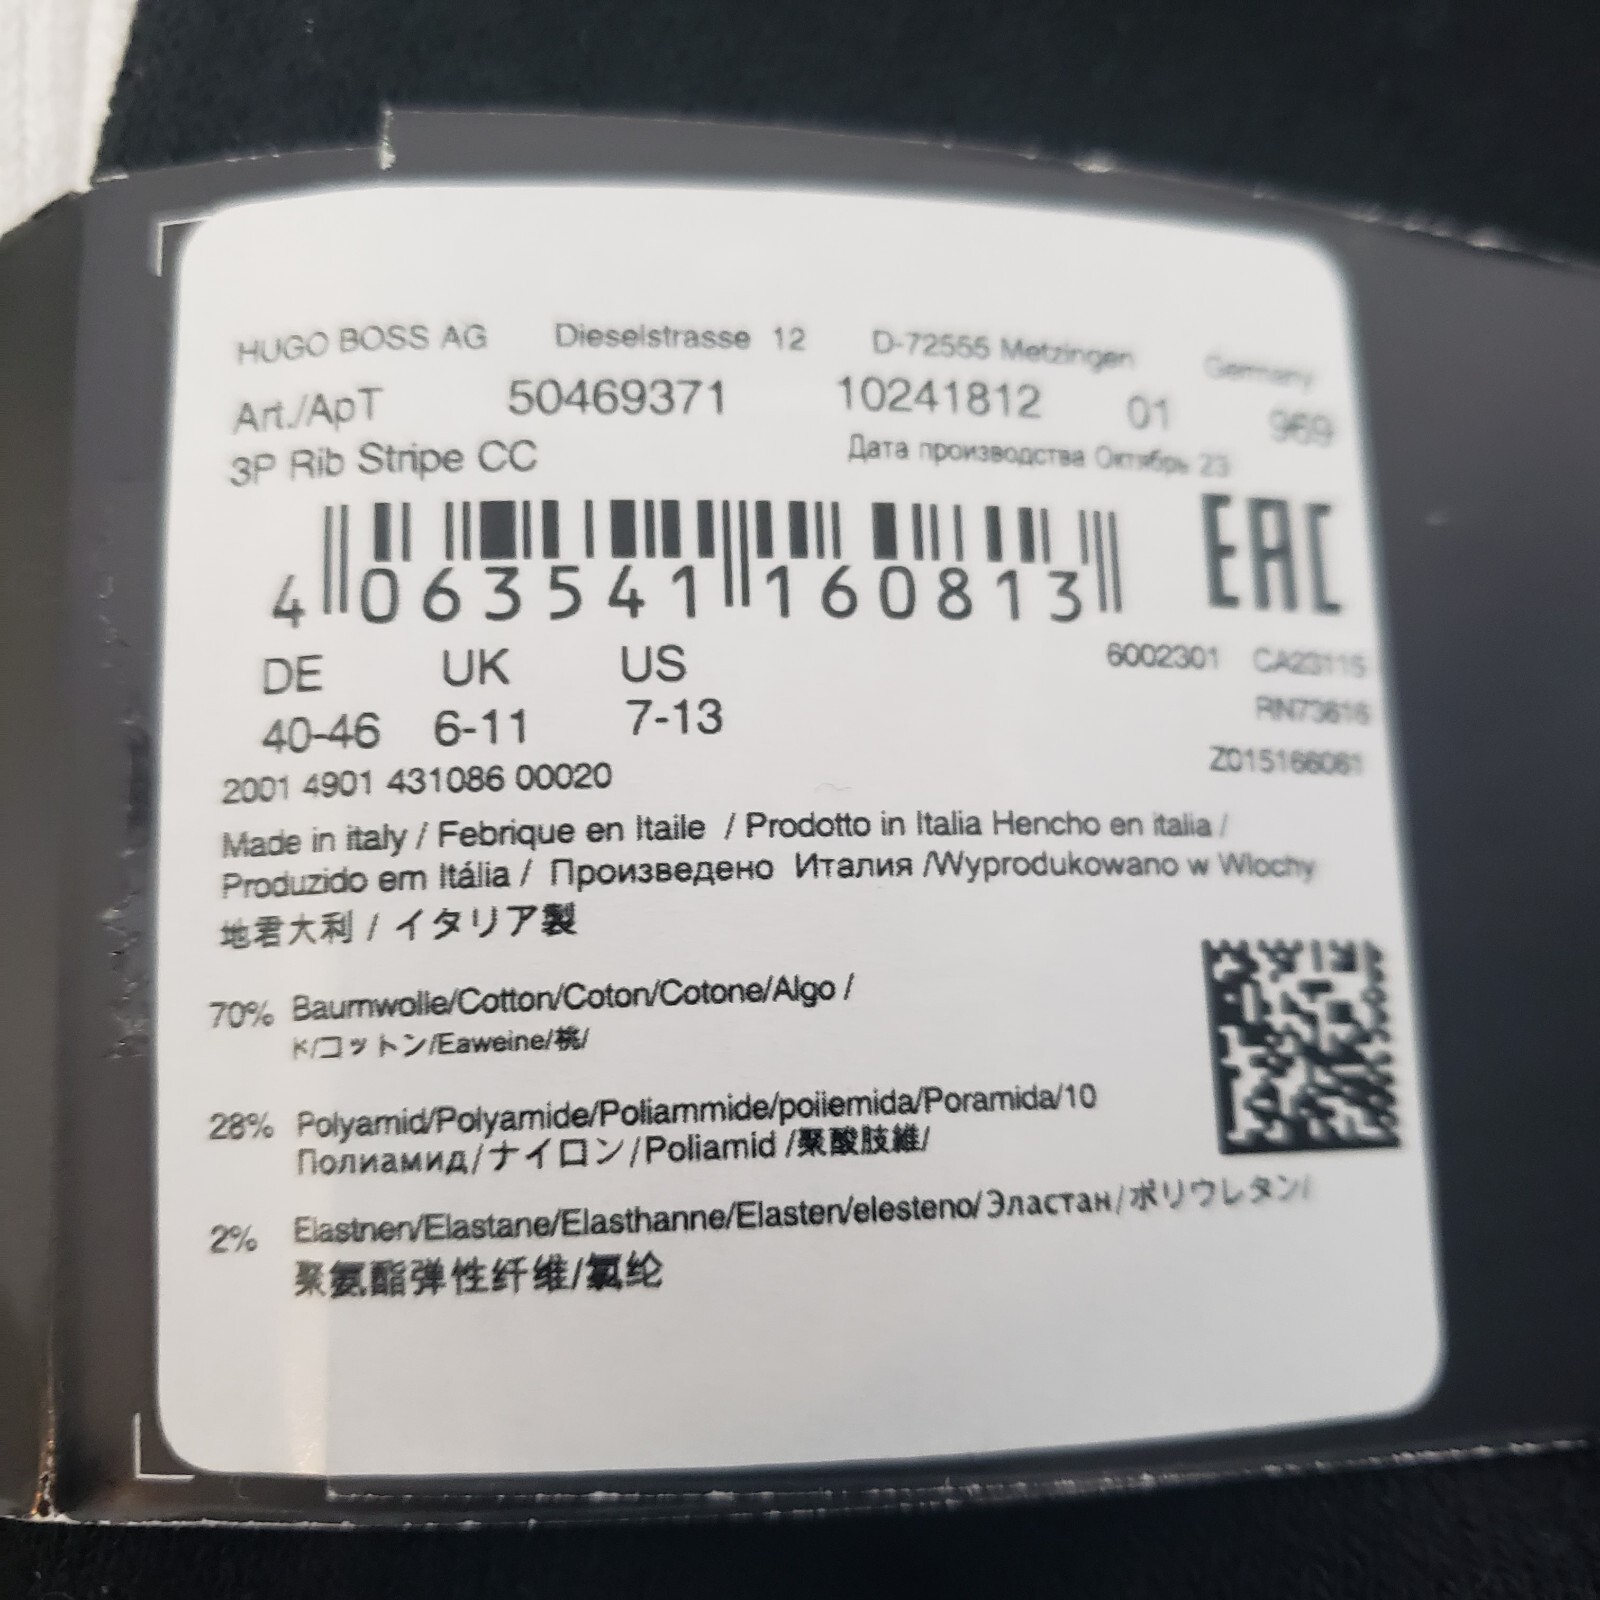 HUGO BOSS AG Dieselstrasse 12 D-72555 Metzingen Germany
Art./ApT 50469371 10241812 01 969
3P Rib Stripe CC Дата производства Октябрь 23
4 063541 160813 EAC
DE UK US 6002301 CA23115
40-46 6-11 7-13 RN73616
2001 4901 431086 00020 Z015166061
Made in italy / Febrique en Itaile / Prodotto in Italia Hencho en italia /
Produzido em Itália / Произведено Италия /Wyprodukowano w Wlochy
地君大利 / イタリア製
70% Baumwolle/Cotton/Coton/Cotone/Algo /
K/コットン/Eaweine/桃/
28% Polyamid/Polyamide/Poliammide/poiiemida/Poramida/10
Полиамид/ナイロン/Poliamid /聚酸肢維/
2% Elastnen/Elastane/Elasthanne/Elasten/elesteno/Эластан/ポリウレタン/
聚氨酯弹性纤维/氯纶